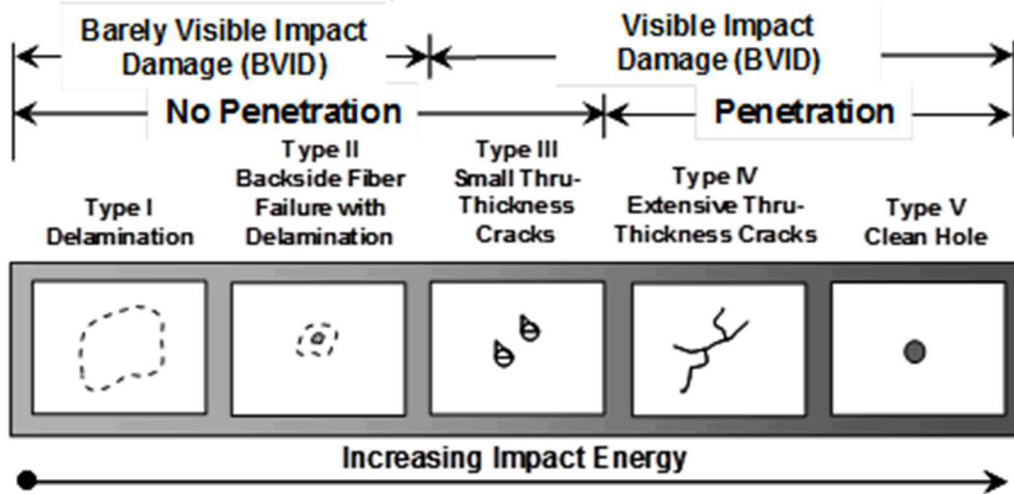 Barely Visible Impact
Damage (BVID)
Visible Impact
Damage (BVID)
No Penetration
Penetration
Type I
Delamination
Type II
Backside Fiber
Failure with
Delamination
Type III
Small Thru-
Thickness
Cracks
Type IV
Extensive Thru-
Thickness Cracks
Type V
Clean Hole
Increasing Impact Energy